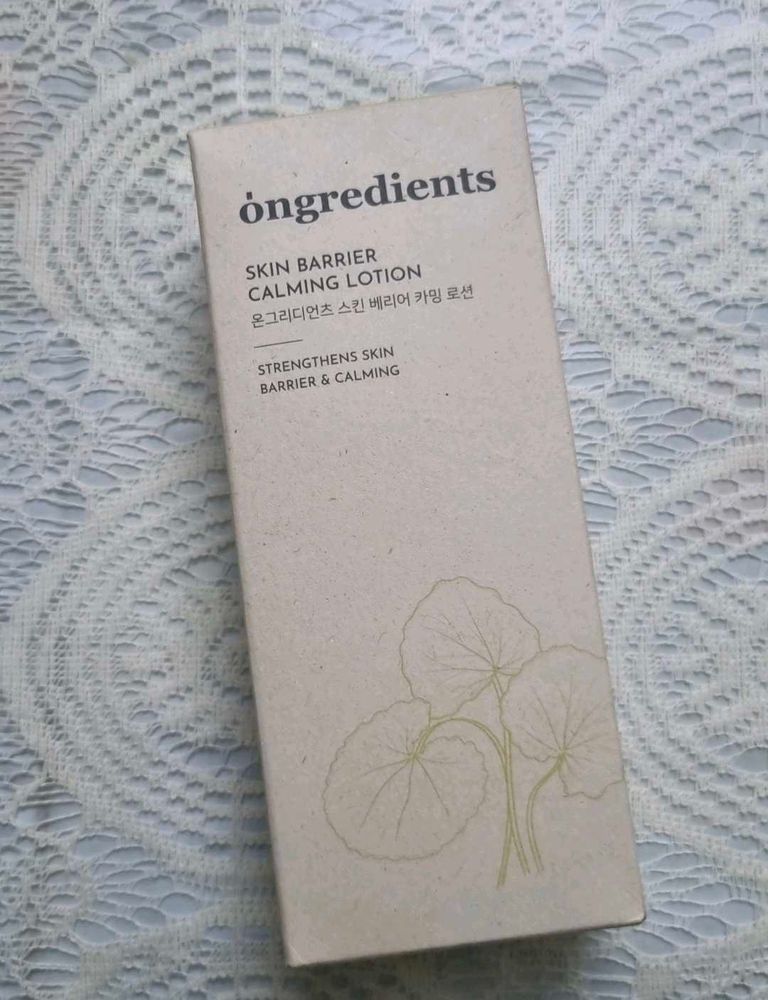 ongredients
SKIN BARRIER
CALMING LOTION
온그리디언츠 스킨 베리어 카밍 로션
STRENGTHENS SKIN
BARRIER & CALMING